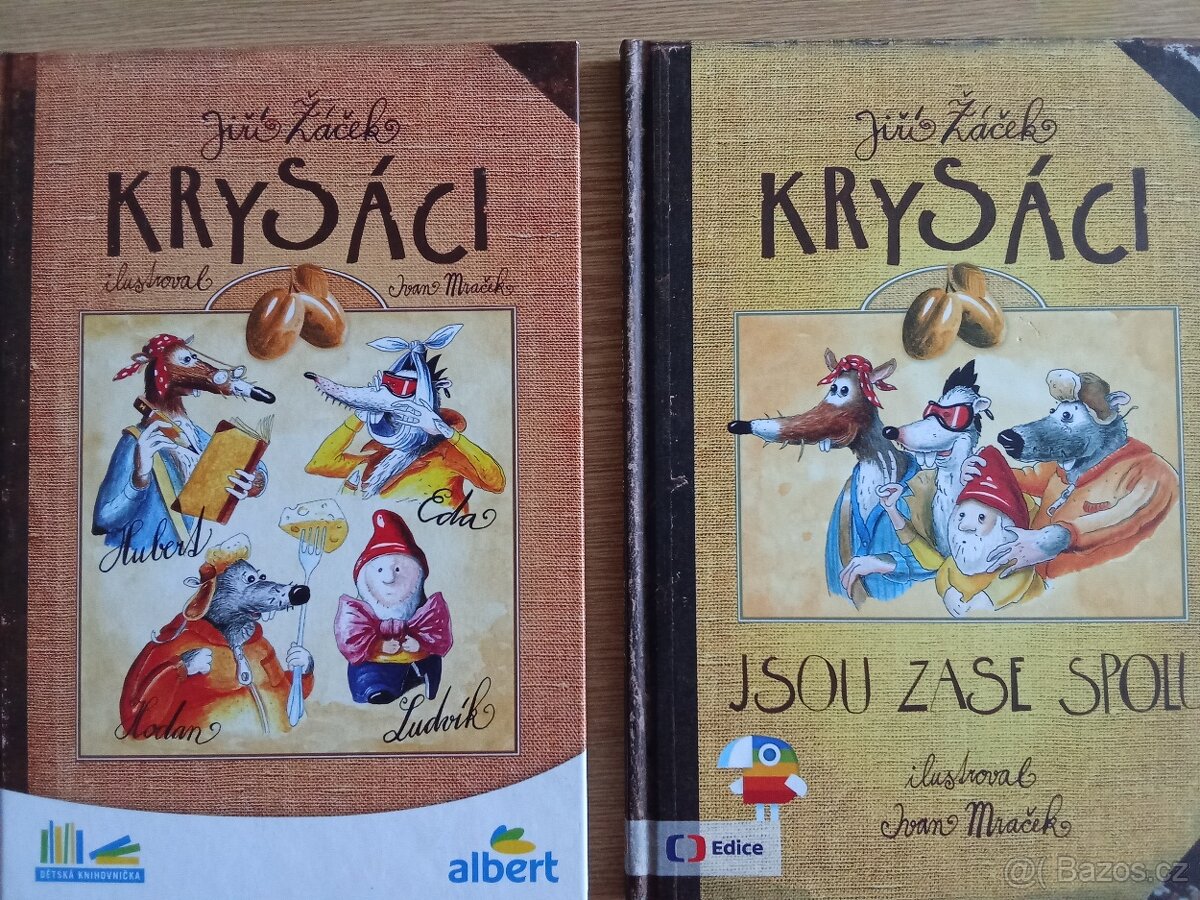 Jiří Žáček
KRYSÁCI
ilustroval Ivan Mraček
Hubert
Eda
Hodan
Ludvík
DĚTSKÁ KNIHOVNIČKA
albert
Jiří Žáček
KRYSÁCI
JSOU ZASE SPOLU
ilustroval
Ivan Mraček
Edice
@( Bazos.cz